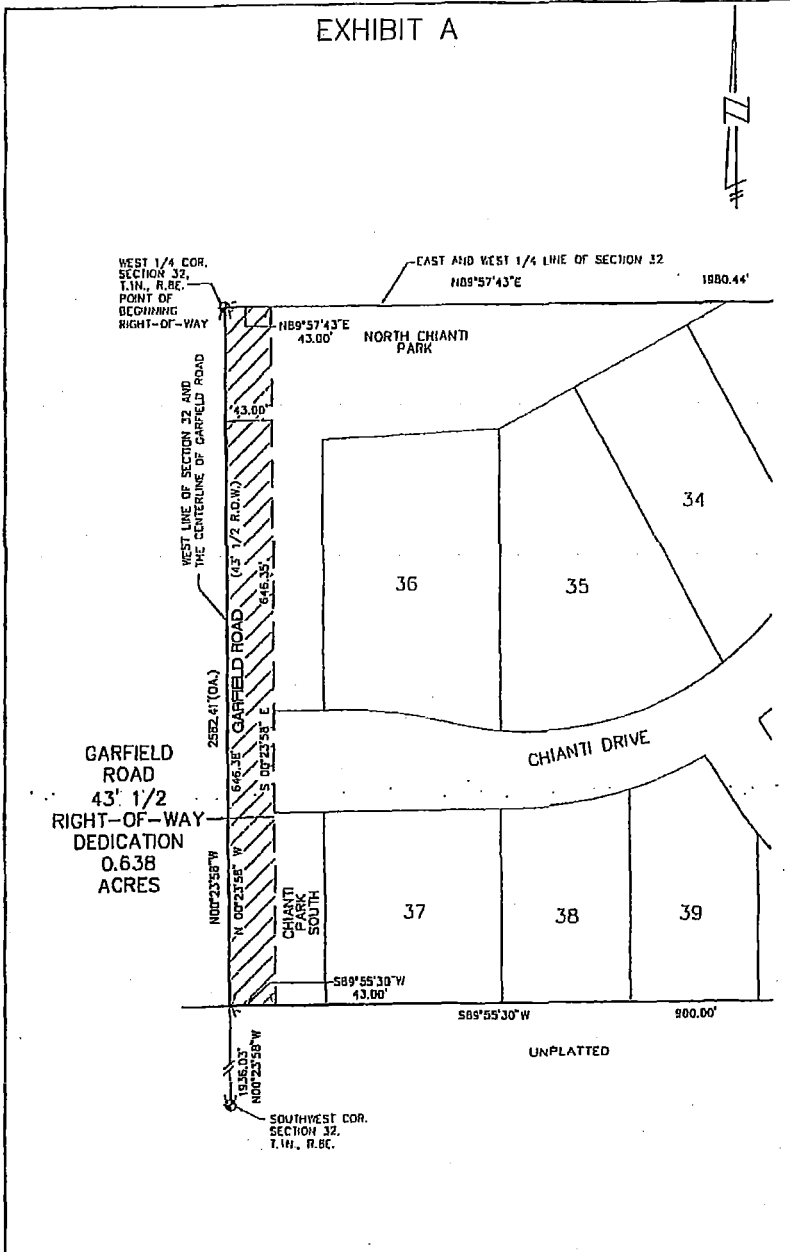 EXHIBIT A
WEST 1/4 COR.
SECTION 32,
T.1N., R.8E.
POINT OF
BEGINNING
RIGHT-OF-WAY
EAST AND WEST 1/4 LINE OF SECTION 32
N89°57'43"E
1980.44'
N89°57'43"E
43.00'
NORTH CHIANTI
PARK
43.00'
WEST LINE OF SECTION 32 AND
THE CENTERLINE OF GARFIELD ROAD
(43' 1/2 R.O.W.)
GARFIELD ROAD
646.35'
S 00°23'58" E
2582.41'(OA.)
646.38'
N 00°23'58" W
N00°23'58"W
34
35
36
CHIANTI DRIVE
GARFIELD
ROAD
43' 1/2
RIGHT-OF-WAY
DEDICATION
0.638
ACRES
CHIANTI
PARK
SOUTH
37
38
39
S89°55'30"W
43.00'
S89°55'30"W
900.00'
UNPLATTED
1936.03'
N00°23'58"W
SOUTHWEST COR.
SECTION 32,
T.1N., R.8E.